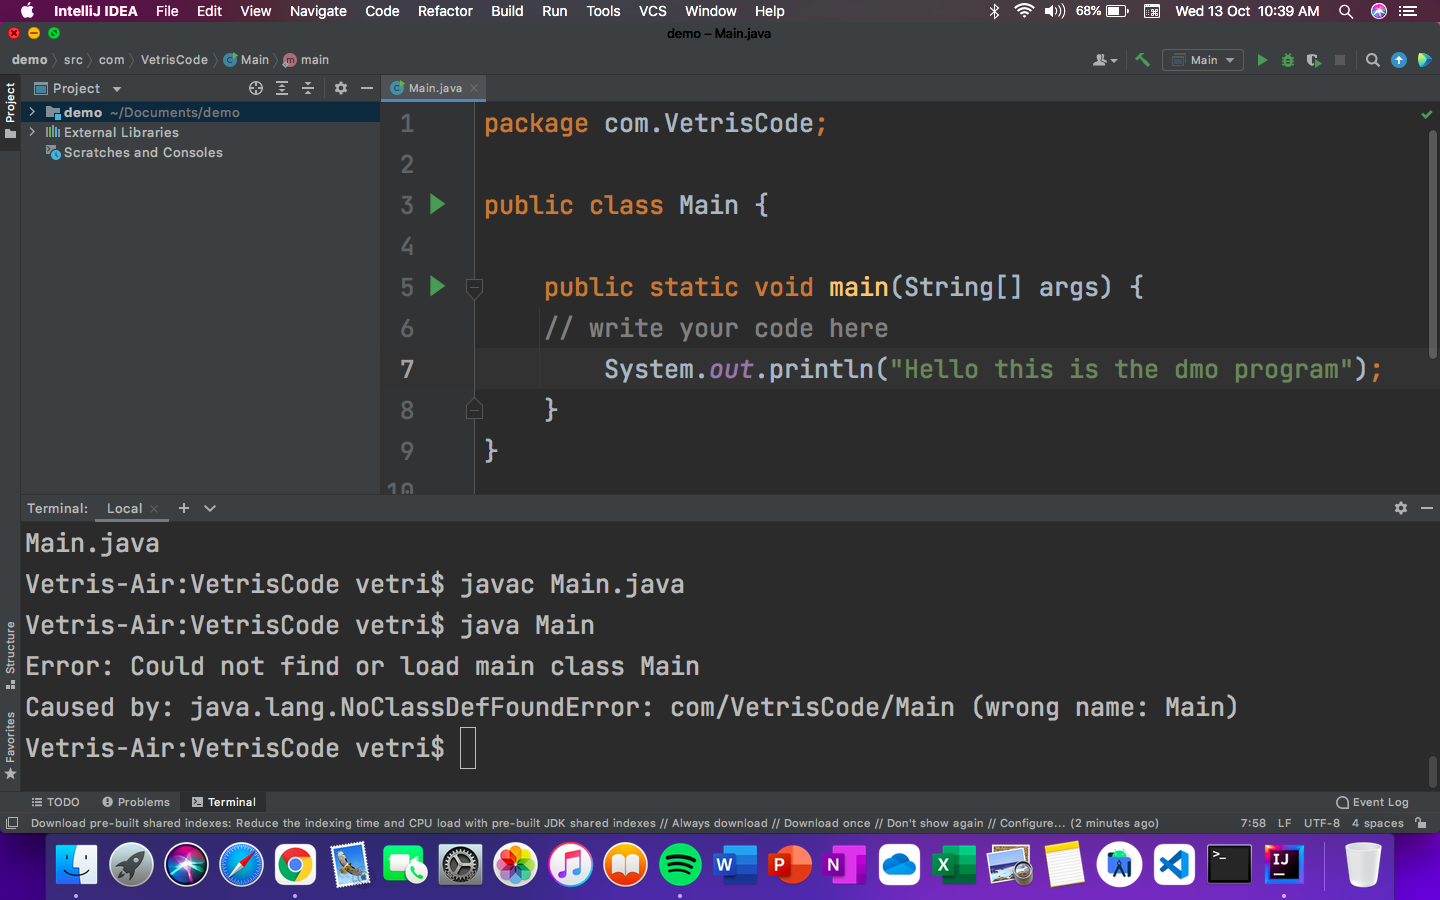 IntelliJ IDEA File Edit View Navigate Code Refactor Build Run Tools VCS Window Help 68% Wed 13 Oct 10:39 AM
demo – Main.java
demo src com VetrisCode Main main Main
Project
Project
Main.java
demo ~/Documents/demo
External Libraries
Scratches and Consoles
1 package com.VetrisCode;
2
3 public class Main {
4
5 public static void main(String[] args) {
6 // write your code here
7 System.out.println("Hello this is the dmo program");
8 }
9 }
10
Terminal: Local
Main.java
Vetris-Air:VetrisCode vetri$ javac Main.java
Vetris-Air:VetrisCode vetri$ java Main
Error: Could not find or load main class Main
Caused by: java.lang.NoClassDefFoundError: com/VetrisCode/Main (wrong name: Main)
Vetris-Air:VetrisCode vetri$
Structure
Favorites
TODO Problems Terminal Event Log
Download pre-built shared indexes: Reduce the indexing time and CPU load with pre-built JDK shared indexes // Always download // Download once // Don't show again // Configure... (2 minutes ago) 7:58 LF UTF-8 4 spaces
W P N X >_ IJ